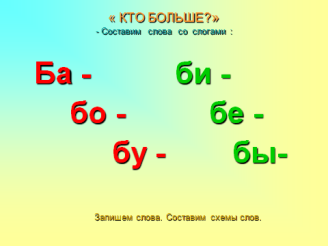 « КТО БОЛЬШЕ?»
- Составим слова со слогами :
Ба - би -
бо - бе -
бу - бы-
Запишем слова. Составим схемы слов.